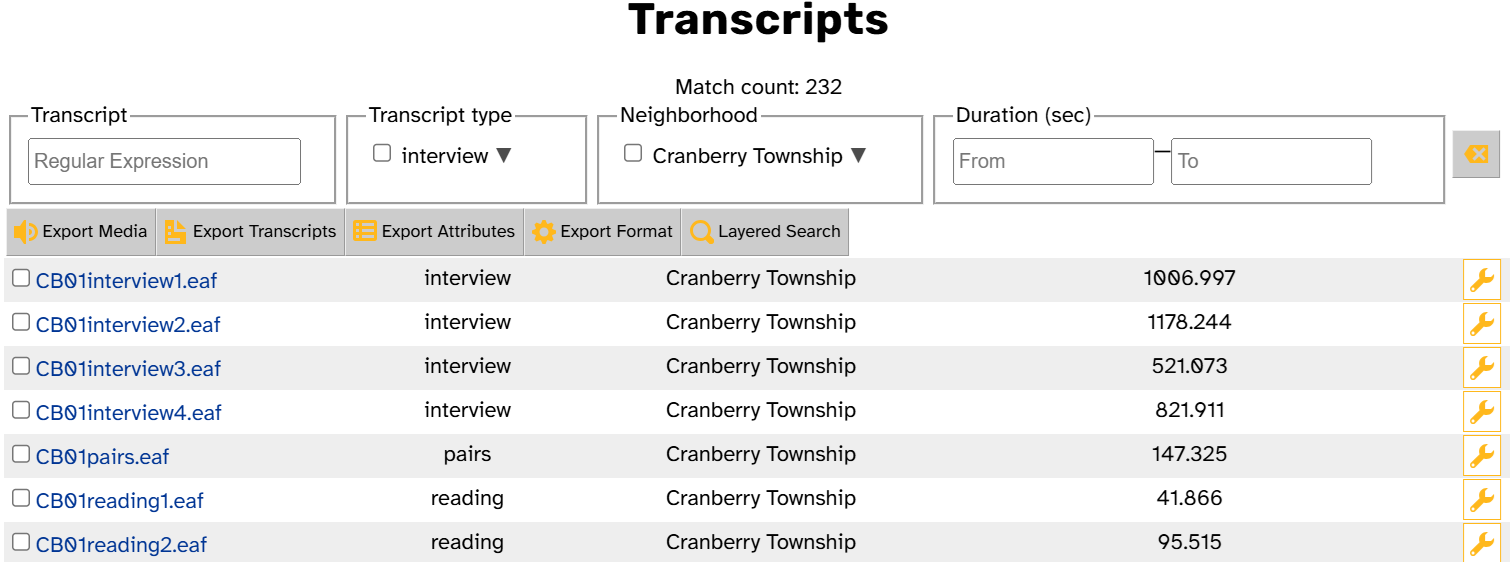 Transcripts
Match count: 232
Transcript Transcript type Neighborhood Duration (sec)
Regular Expression interview ▼ Cranberry Township ▼ From — To
Export Media Export Transcripts Export Attributes Export Format Layered Search
CB01interview1.eaf interview Cranberry Township 1006.997
CB01interview2.eaf interview Cranberry Township 1178.244
CB01interview3.eaf interview Cranberry Township 521.073
CB01interview4.eaf interview Cranberry Township 821.911
CB01pairs.eaf pairs Cranberry Township 147.325
CB01reading1.eaf reading Cranberry Township 41.866
CB01reading2.eaf reading Cranberry Township 95.515